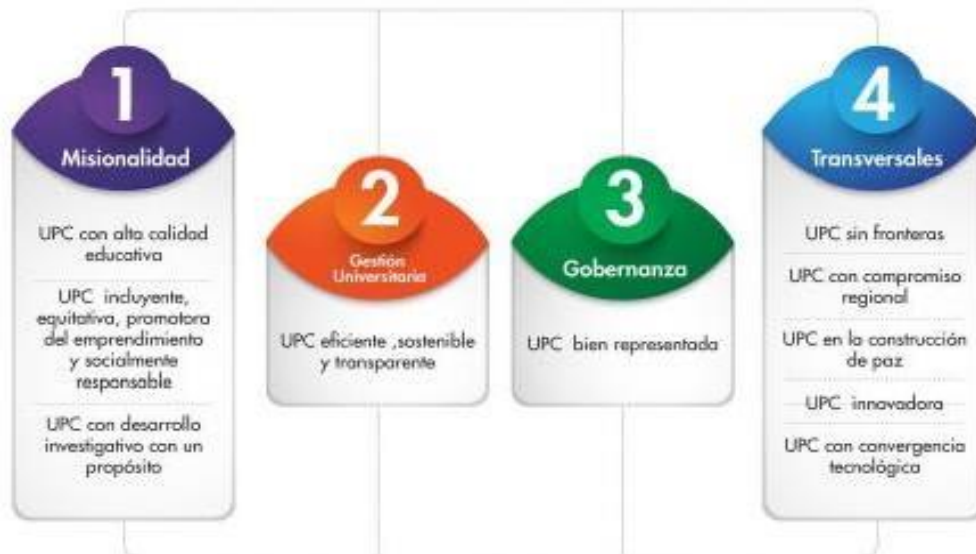 1
Misionalidad
UPC con alta calidad
educativa
UPC incluyente,
equitativa, promotora
del emprendimiento
y socialmente
responsable
UPC con desarrollo
investigativo con un
propósito
2
Gestión
Universitaria
UPC eficiente ,sostenible
y transparente
3
Gobernanza
UPC bien representada
4
Transversales
UPC sin fronteras
UPC con compromiso
regional
UPC en la construcción
de paz
UPC innovadora
UPC con convergencia
tecnológica